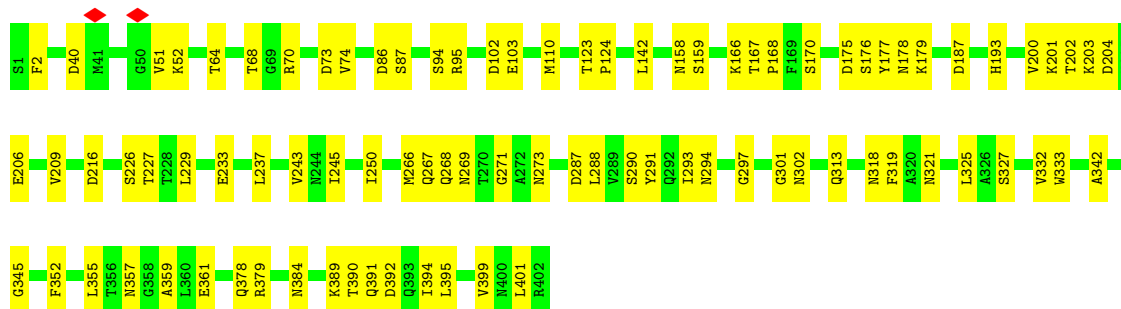 S1 F2 D40 M41 G50 V51 K52 T64 T68 G69 R70 D73 V74 D86 S87 S94 R95 D102 E103 M110 T123 P124 L142 N158 S159 K166 T167 P168 F169 S170 D175 S176 Y177 N178 K179 D187 H193 V200 K201 T202 K203 D204
E206 V209 D216 S226 T227 T228 L229 E233 L237 V243 N244 I245 I250 M266 Q267 Q268 N269 T270 G271 A272 N273 D287 L288 V289 S290 Y291 Q292 I293 N294 G297 G301 N302 Q313 N318 F319 A320 N321 L325 A326 S327 V332 W333 A342
G345 F352 L355 T356 N357 G358 A359 L360 E361 Q378 R379 N384 K389 T390 Q391 D392 Q393 I394 L395 V399 N400 L401 R402